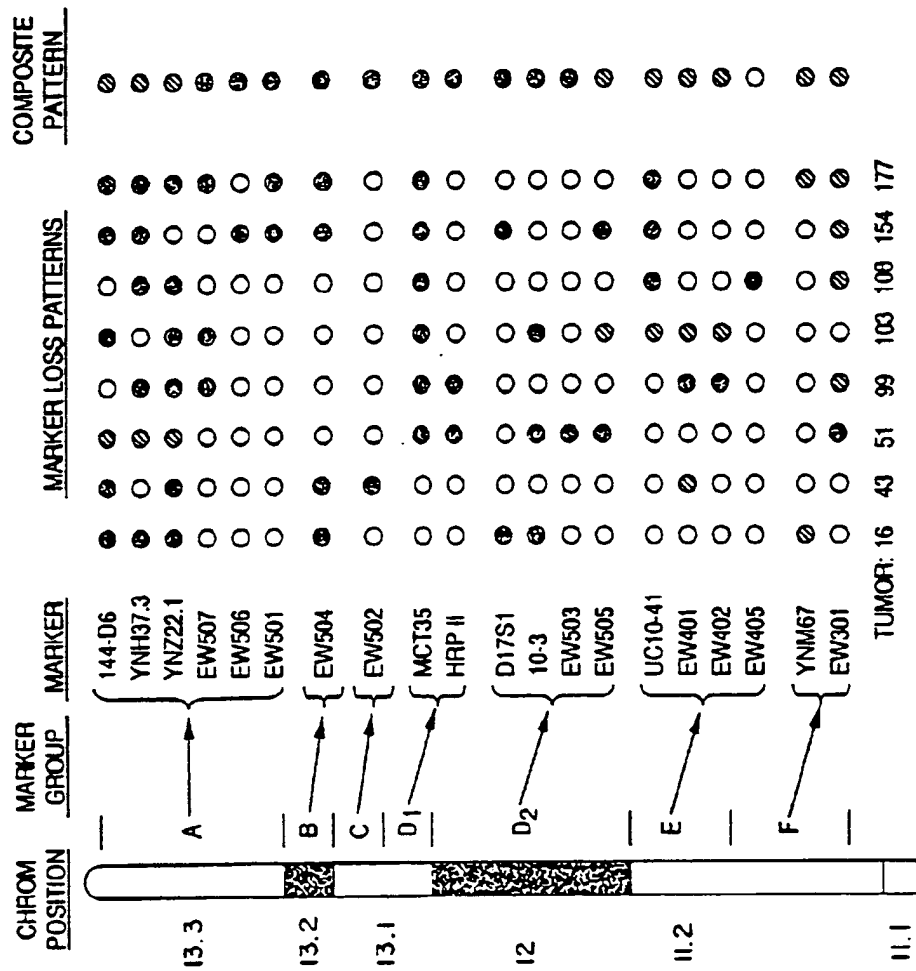 CHROM POSITION
MARKER GROUP
MARKER
MARKER LOSS PATTERNS
COMPOSITE PATTERN
13.3
13.2
13.1
12
11.2
11.1
A
B
C
D1
D2
E
F
144-D6
YNH37.3
YNZ22.1
EW507
EW506
EW501
EW504
EW502
MCT35
HRP II
D17S1
10-3
EW503
EW505
UC10-41
EW401
EW402
EW405
YNM67
EW301
TUMOR: 16 43 51 99 103 108 154 177